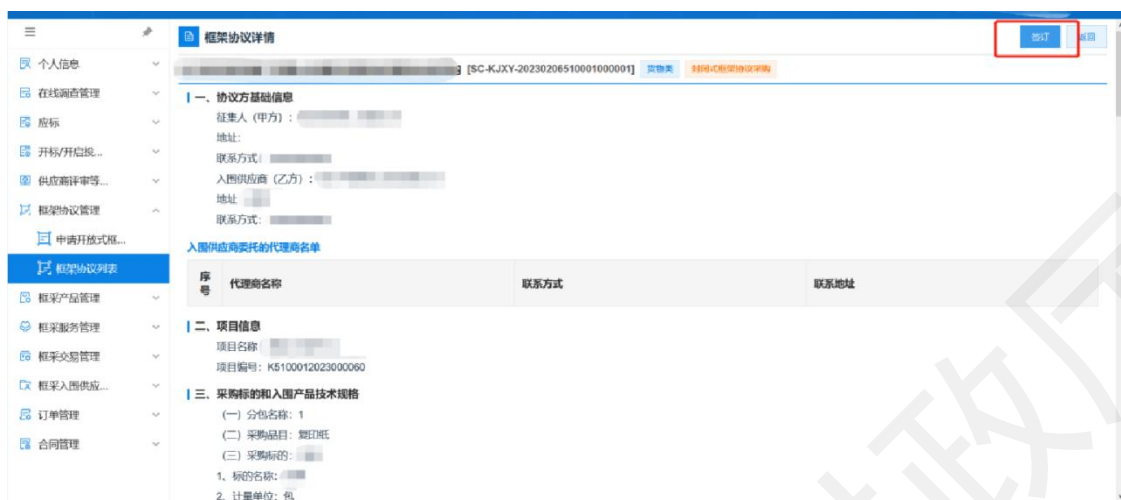 框架协议详情
签订
返回
个人信息
[SC-KJXY-20230206510001000001] 货物类 封闭式框架协议采购
在线调查管理
一、协议方基础信息
应标
征集人（甲方）:
地址:
联系方式:
开标/开启投...
供应商评审等...
入围供应商（乙方）:
地址
框架协议管理
联系方式:
申请开放式框...
入围供应商委托的代理商名单
框架协议列表
序号 代理商名称 联系方式 联系地址
框采产品管理
框采服务管理
二、项目信息
项目名称
框采交易管理
项目编号: K5100012023000060
框采入围供应...
三、采购标的和入围产品技术规格
订单管理
(一) 分包名称: 1
(二) 采购品目: 复印纸
合同管理
(三) 采购标的:
1、标的名称:
2、计量单位: 包